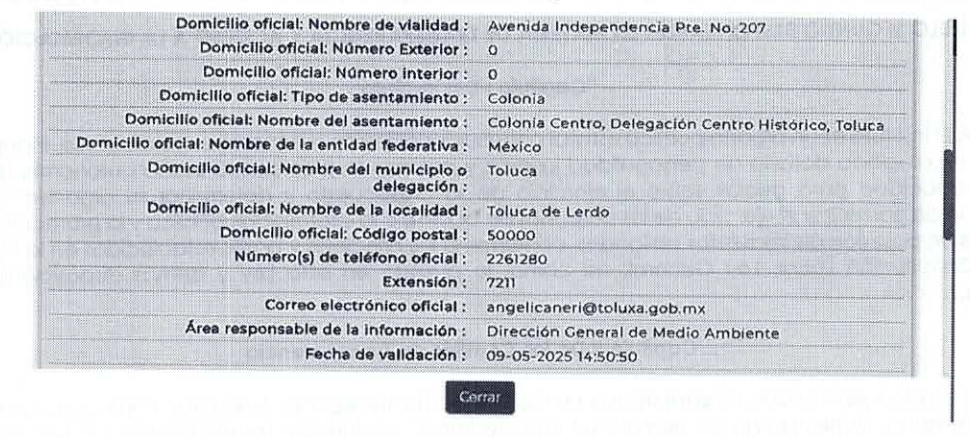 Domicilio oficial: Nombre de vialidad : Avenida Independencia Pte. No. 207
Domicilio oficial: Número Exterior : 0
Domicilio oficial: Número interior : 0
Domicilio oficial: Tipo de asentamiento : Colonia
Domicilio oficial: Nombre del asentamiento : Colonia Centro, Delegación Centro Histórico, Toluca
Domicilio oficial: Nombre de la entidad federativa : México
Domicilio oficial: Nombre del municipio o delegación : Toluca
Domicilio oficial: Nombre de la localidad : Toluca de Lerdo
Domicilio oficial: Código postal : 50000
Número(s) de teléfono oficial : 2261280
Extensión : 7211
Correo electrónico oficial : angelicaneri@toluxa.gob.mx
Área responsable de la información : Dirección General de Medio Ambiente
Fecha de validación : 09-05-2025 14:50:50
Cerrar